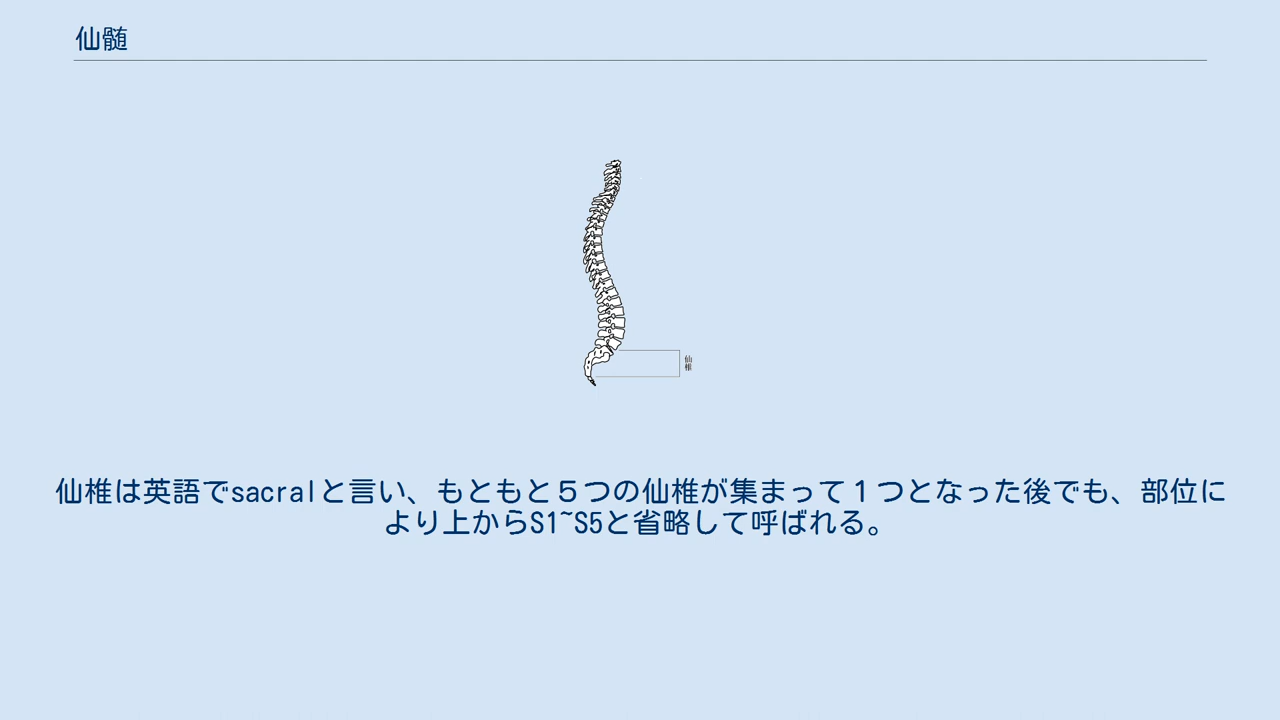 仙髄
仙椎
仙椎は英語でsacralと言い、もともと５つの仙椎が集まって１つとなった後でも、部位に
より上からS1~S5と省略して呼ばれる。